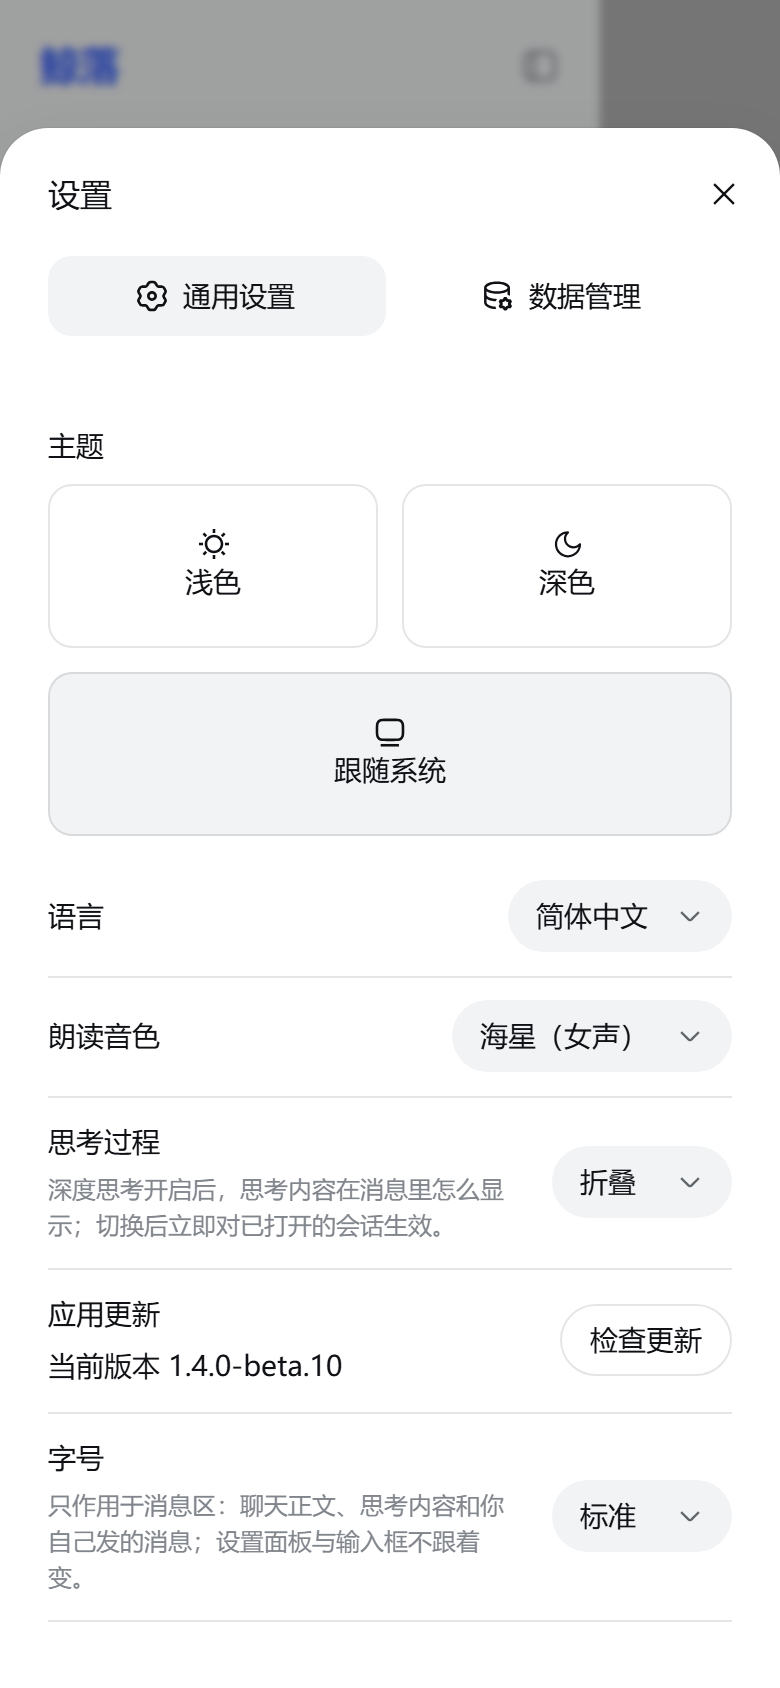 鲸落
设置
通用设置
数据管理
主题
浅色
深色
跟随系统
语言
简体中文
朗读音色
海星（女声）
思考过程
深度思考开启后，思考内容在消息里怎么显
示；切换后立即对已打开的会话生效。
折叠
应用更新
当前版本 1.4.0-beta.10
检查更新
字号
只作用于消息区：聊天正文、思考内容和你
自己发的消息；设置面板与输入框不跟着
变。
标准